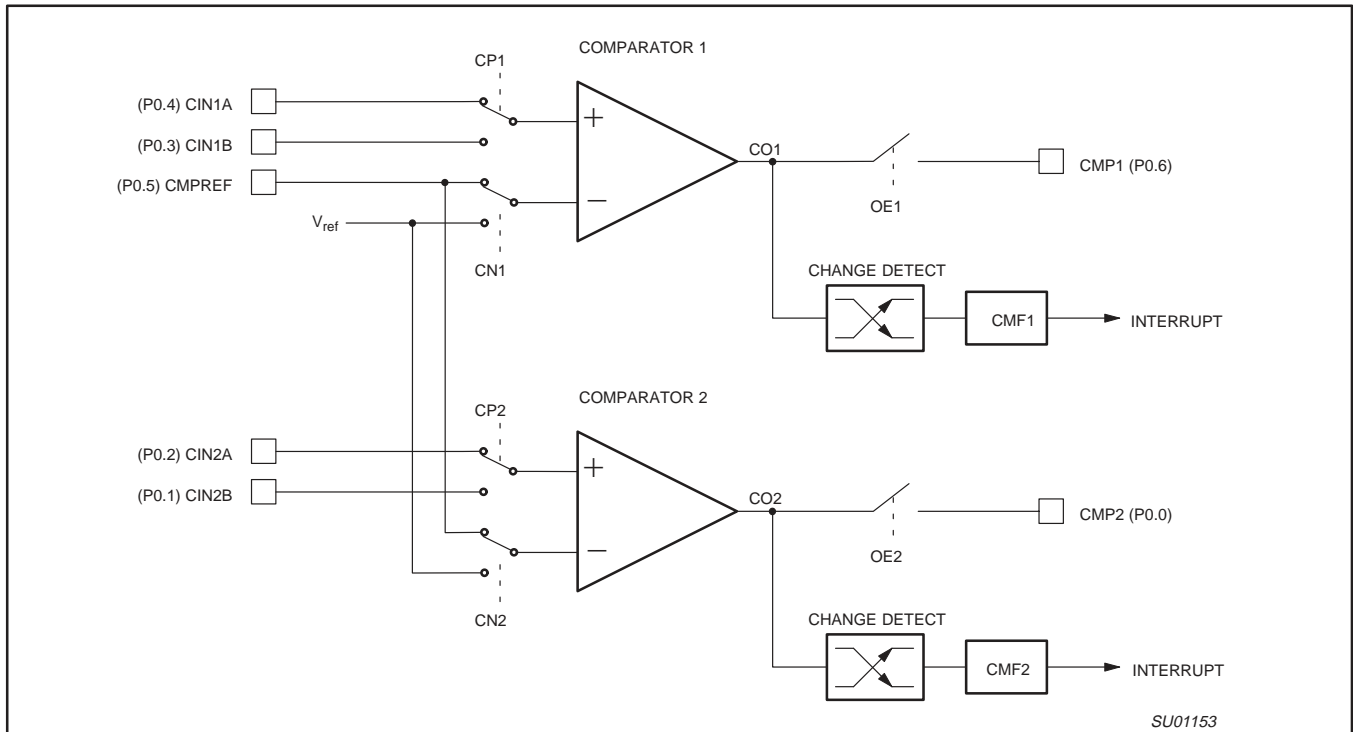 COMPARATOR 1
CP1
(P0.4) CIN1A
+
(P0.3) CIN1B
CO1
CMP1 (P0.6)
(P0.5) CMPREF
−
OE1
Vref
CN1
CHANGE DETECT
CMF1
INTERRUPT
COMPARATOR 2
CP2
(P0.2) CIN2A
+
(P0.1) CIN2B
CO2
CMP2 (P0.0)
−
OE2
CN2
CHANGE DETECT
CMF2
INTERRUPT
SU01153